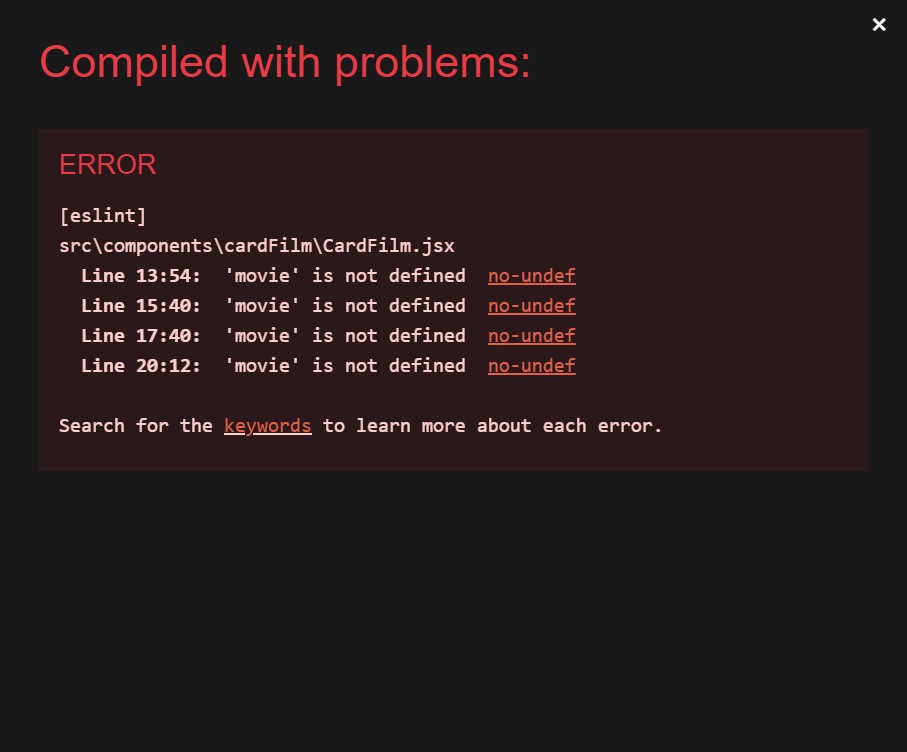 ×
Compiled with problems:
ERROR
[eslint]
src\components\cardFilm\CardFilm.jsx
Line 13:54: 'movie' is not defined no-undef
Line 15:40: 'movie' is not defined no-undef
Line 17:40: 'movie' is not defined no-undef
Line 20:12: 'movie' is not defined no-undef
Search for the keywords to learn more about each error.